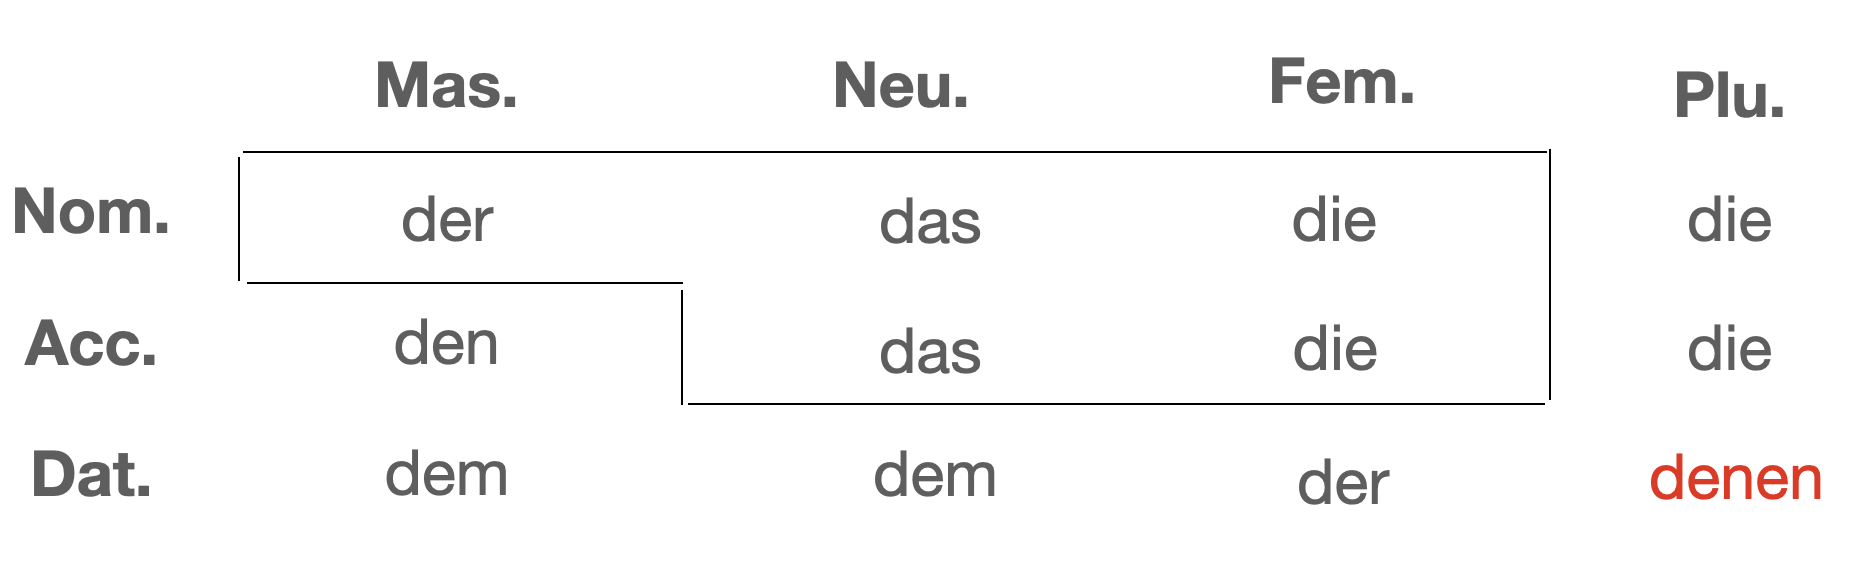 Mas. Neu. Fem. Plu.
Nom. der das die die
Acc. den das die die
Dat. dem dem der denen